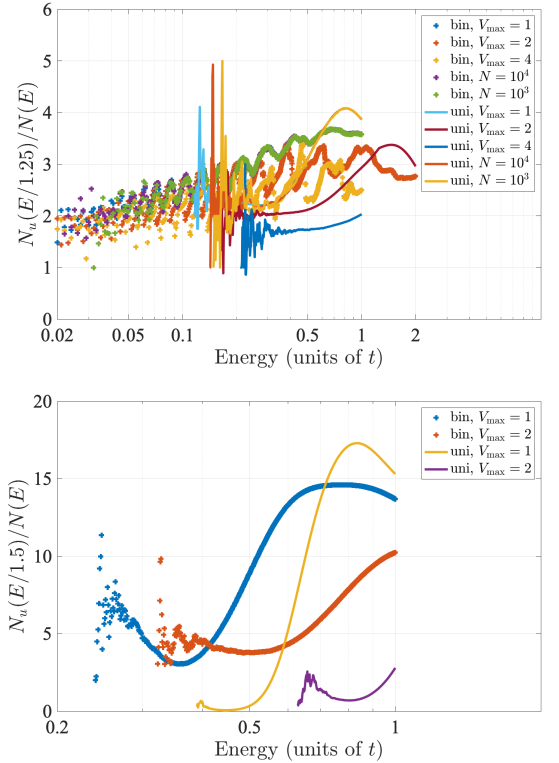 6
5
4
3
2
1
0
N_u(E/1.25)/N(E)
bin, V_max = 1
bin, V_max = 2
bin, V_max = 4
bin, N = 10^4
bin, N = 10^3
uni, V_max = 1
uni, V_max = 2
uni, V_max = 4
uni, N = 10^4
uni, N = 10^3
0.02 0.05 0.1 0.5 1 2
Energy (units of t)
20
15
10
5
0
N_u(E/1.5)/N(E)
bin, V_max = 1
bin, V_max = 2
uni, V_max = 1
uni, V_max = 2
0.2 0.5 1
Energy (units of t)